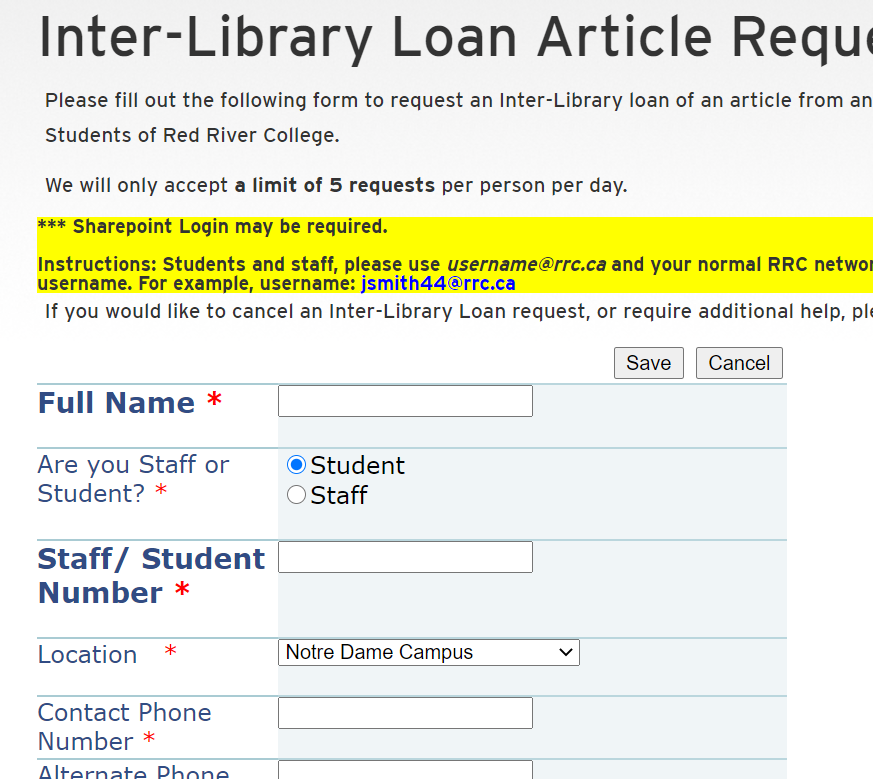 Inter-Library Loan Article
Please fill out the following form to request an Inter-Library loan of an article from an
Students of Red River College.
We will only accept a limit of 5 requests per person per day.
*** Sharepoint Login may be required.
Instructions: Students and staff, please use username@rrc.ca and your normal RRC
username. For example, username: jsmith44@rrc.ca
If you would like to cancel an Inter-Library Loan request, or require additional help,
Save Cancel
Full Name *
Are you Staff or
Student? *
Student
Staff
Staff/ Student
Number *
Location *
Notre Dame Campus
Contact Phone
Number *
Alternate Phone